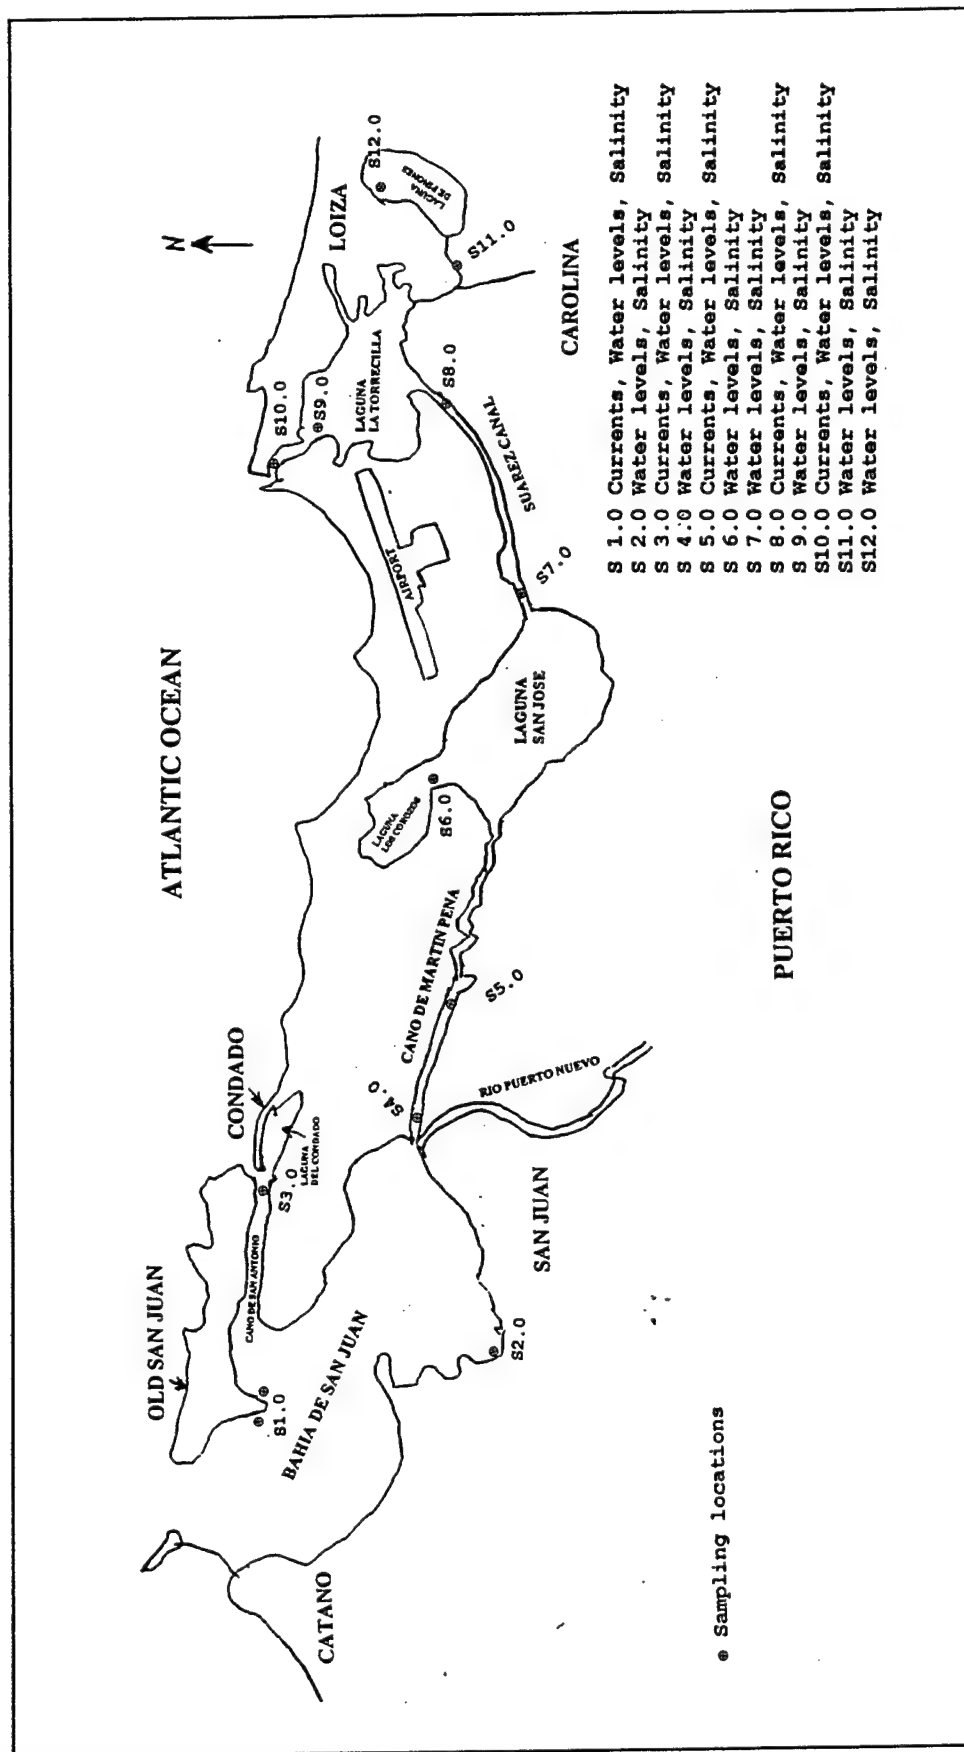 N
ATLANTIC OCEAN
OLD SAN JUAN
CONDADO
LOIZA
S12.0
LAGUNA
DE PINONES
S10.0
S9.0
S11.0
CAROLINA
LAGUNA
LA TORRECILLA
S8.0
AIRPORT
SUAREZ CANAL
S7.0
LAGUNA
SAN JOSE
LAGUNA
LOS COROZOS
S6.0
CANO DE MARTIN PENA
S5.0
S4.0
RIO PUERTO NUEVO
LAGUNA
DEL CONDADO
S3.0
CANO DE SAN ANTONIO
S1.0
BAHIA DE SAN JUAN
SAN JUAN
S2.0
CATANO
PUERTO RICO
S 1.0 Currents, Water levels, Salinity
S 2.0 Water levels, Salinity
S 3.0 Currents, Water levels, Salinity
S 4.0 Water levels, Salinity
S 5.0 Currents, Water levels, Salinity
S 6.0 Water levels, Salinity
S 7.0 Water levels, Salinity
S 8.0 Currents, Water levels, Salinity
S 9.0 Water levels, Salinity
S10.0 Currents, Water levels, Salinity
S11.0 Water levels, Salinity
S12.0 Water levels, Salinity
Sampling locations